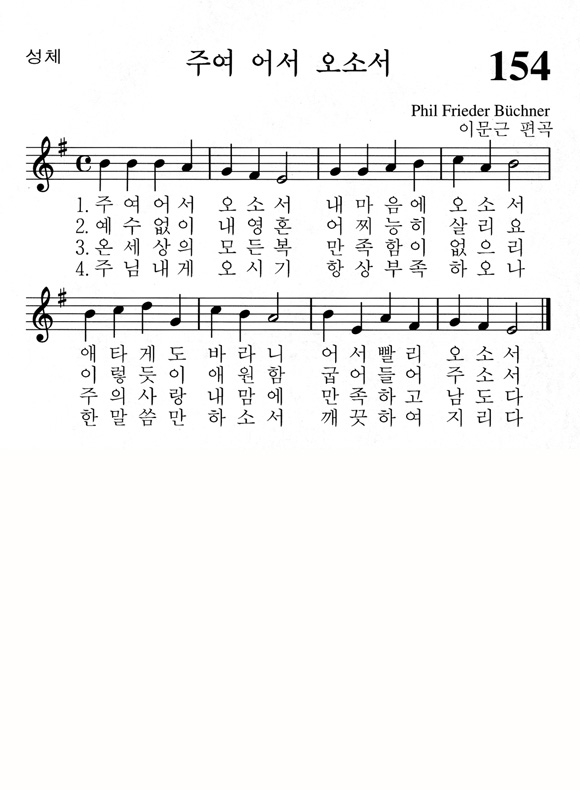 성체
주여 어서 오소서
154
Phil Frieder Büchner
이문근 편곡
1. 주 여 어 서 오 소 서 내 마 음 에 오 소 서
2. 예 수 없 이 내 영 혼 어 찌 능 히 살 리 요
3. 온 세 상 의 모 든 복 만 족 함 이 없 으 리
4. 주 님 내 게 오 시 기 항 상 부 족 하 오 나
애 타 게 도 바 라 니 어 서 빨 리 오 소 서
이 렇 듯 이 애 원 함 굽 어 들 어 주 소 서
주 의 사 랑 내 맘 에 만 족 하 고 남 도 다
한 말 씀 만 하 소 서 깨 끗 하 여 지 리 다